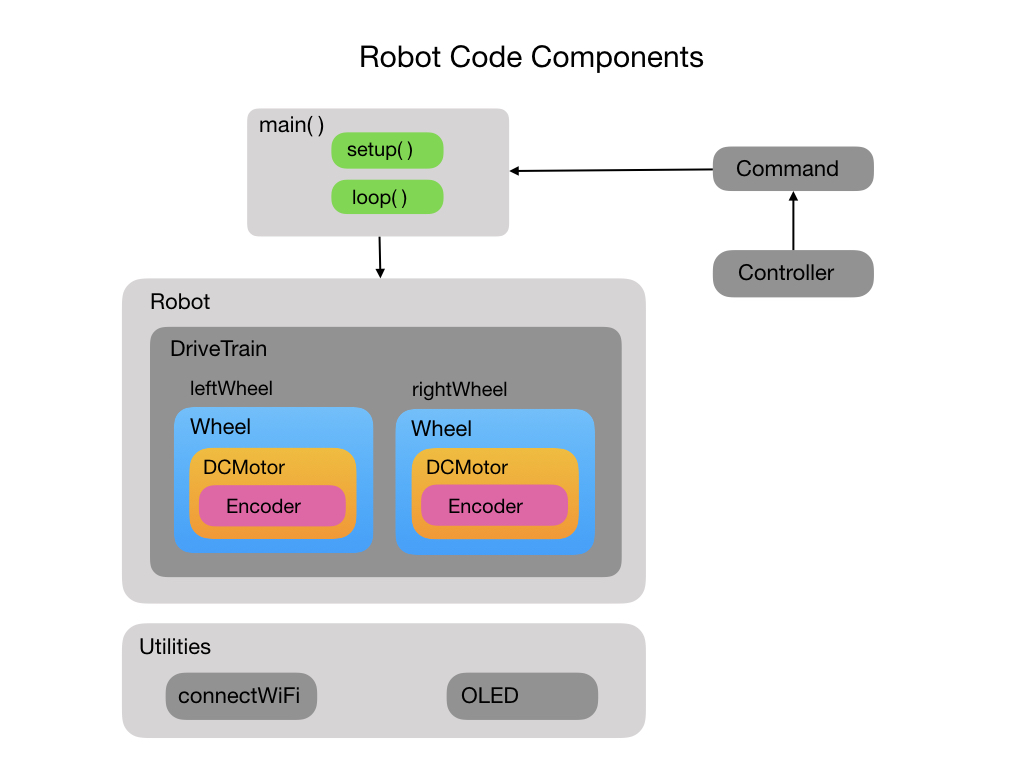 Robot Code Components
main( )
setup( )
loop( )
Command
Controller
Robot
DriveTrain
leftWheel
rightWheel
Wheel
Wheel
DCMotor
DCMotor
Encoder
Encoder
Utilities
connectWiFi
OLED